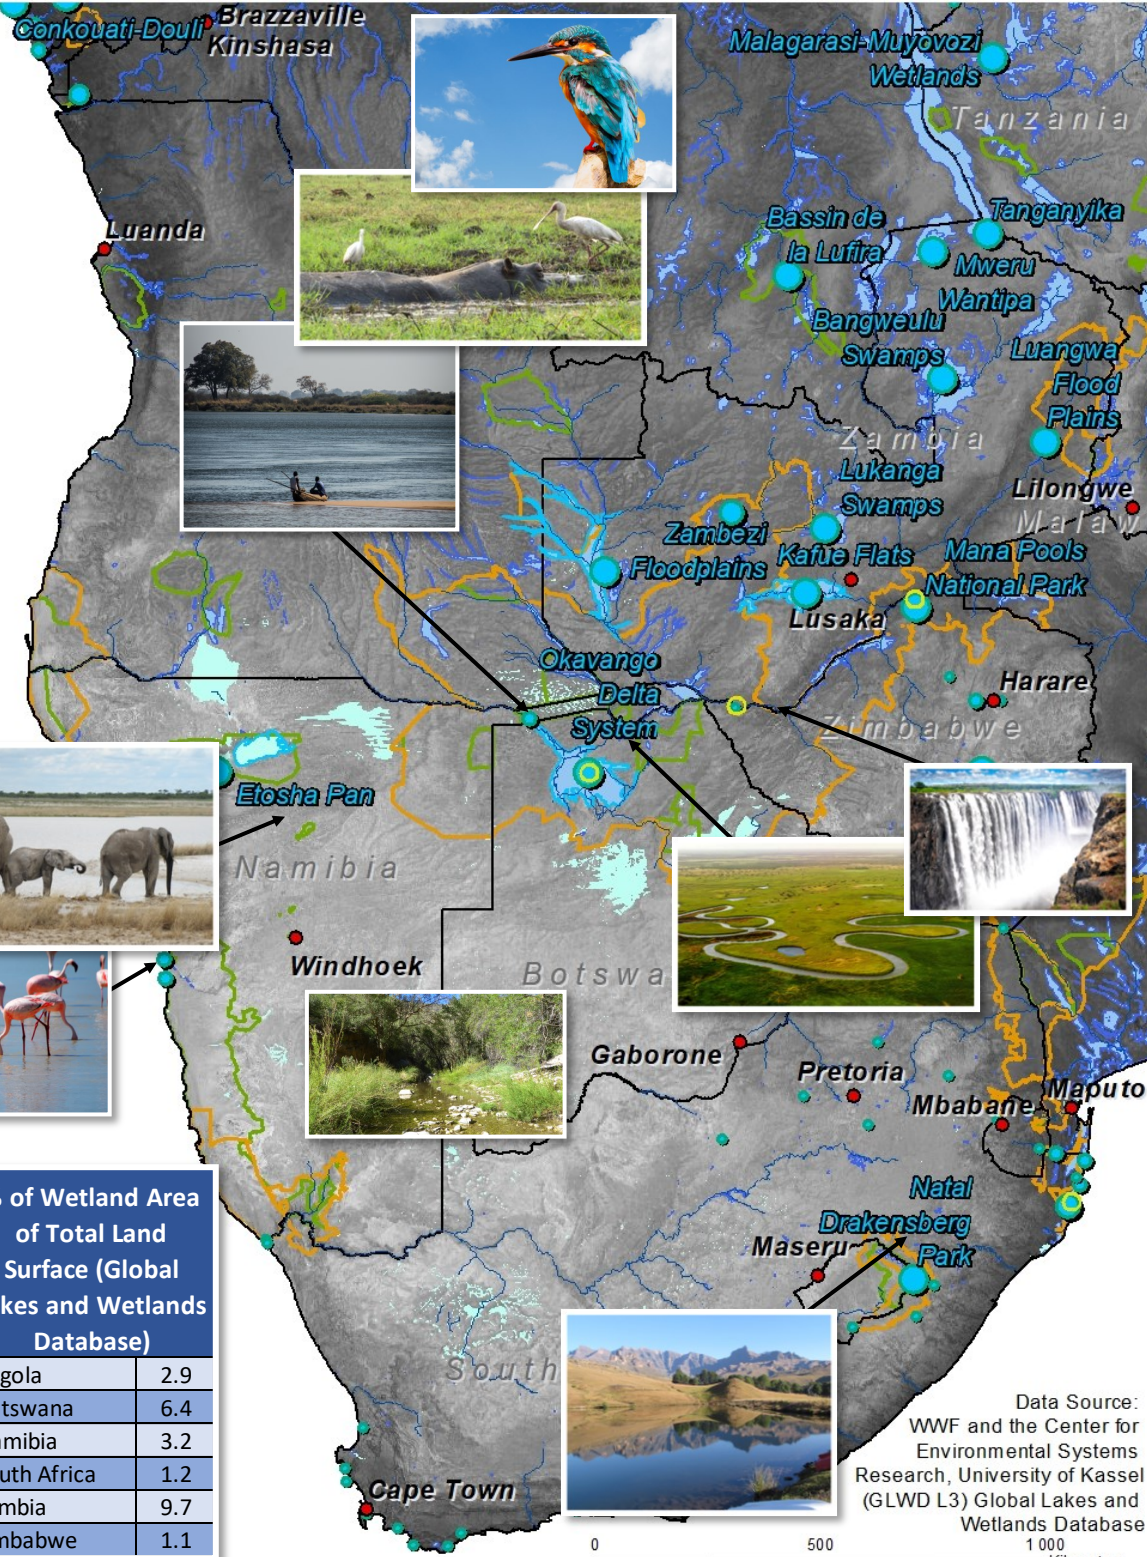 Conkouati-Douli
Brazzaville
Kinshasa
Malagarasi-Muyovozi
Wetlands
Tanzania
Luanda
Bassin de
la Lufira
Tanganyika
Mweru
Wantipa
Bangweulu
Swamps
Luangwa
Flood
Plains
Zambia
Lukanga
Swamps
Lilongwe
Malaw
Zambezi
Floodplains
Kafue Flats
Mana Pools
National Park
Lusaka
Okavango
Delta
System
Harare
Zimbabwe
Etosha Pan
Namibia
Windhoek
Botswa
Gaborone
Pretoria
Mbabane
Maputo
Natal
Drakensberg
Park
Maseru
South
Cape Town
of Wetland Area
of Total Land
Surface (Global
kes and Wetlands
Database)
gola 2.9
tswana 6.4
amibia 3.2
uth Africa 1.2
mbia 9.7
mbabwe 1.1
Data Source:
WWF and the Center for
Environmental Systems
Research, University of Kassel
(GLWD L3) Global Lakes and
Wetlands Database
0 500 1 000